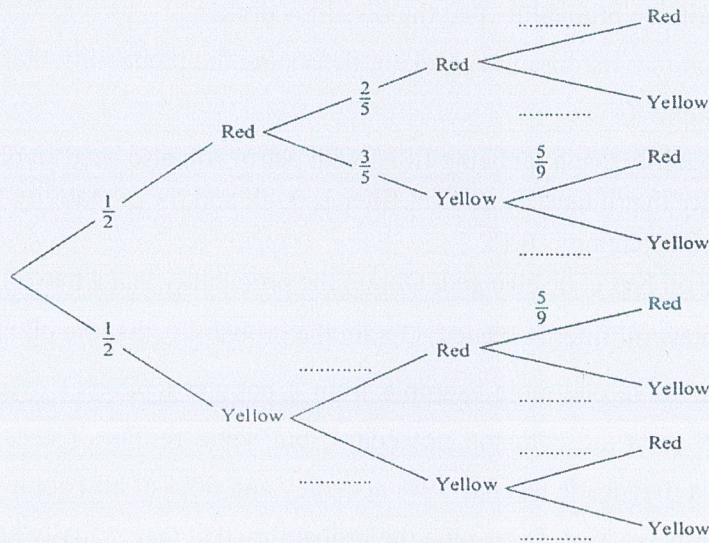 ............ Red
Red
2/5
............ Yellow
Red
3/5
5/9
Red
1/2
Yellow
............ Yellow
1/2
5/9
Red
............
Red
............ Yellow
Yellow
............ Red
............
Yellow
............ Yellow